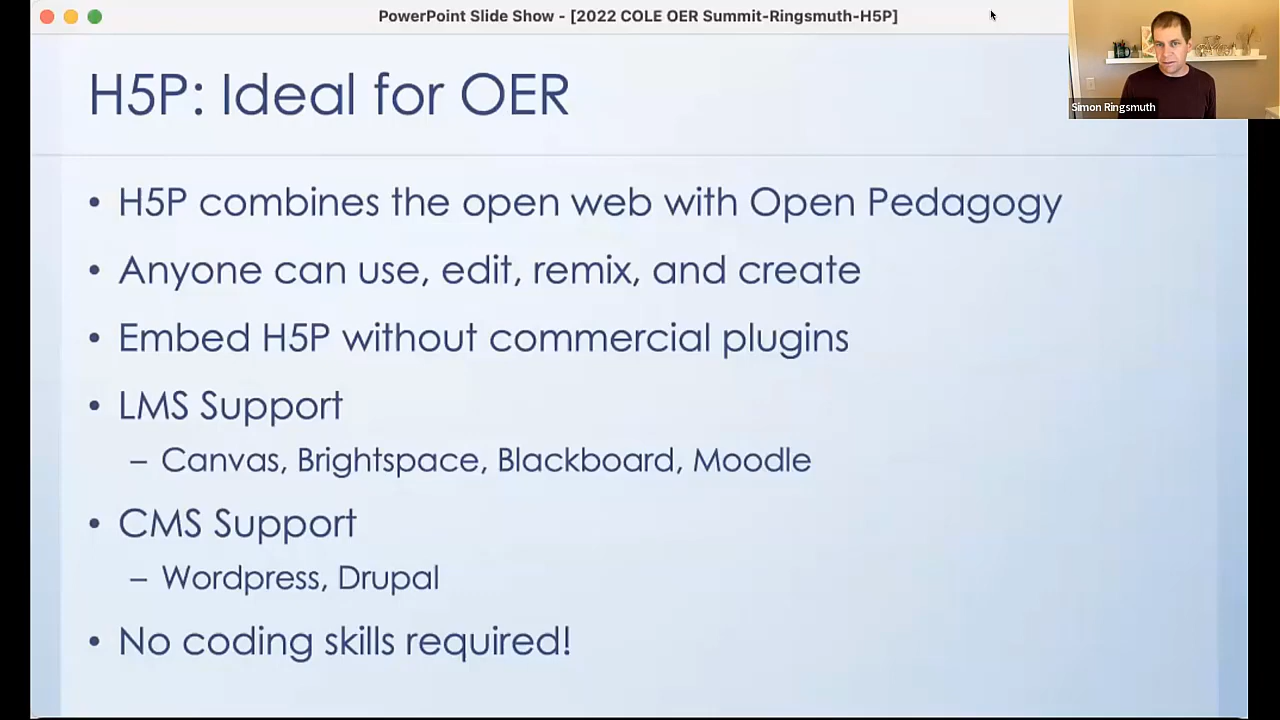 PowerPoint Slide Show - [2022 COLE OER Summit-Ringsmuth-H5P]
Simon Ringsmuth
H5P: Ideal for OER
• H5P combines the open web with Open Pedagogy
• Anyone can use, edit, remix, and create
• Embed H5P without commercial plugins
• LMS Support
– Canvas, Brightspace, Blackboard, Moodle
• CMS Support
– Wordpress, Drupal
• No coding skills required!